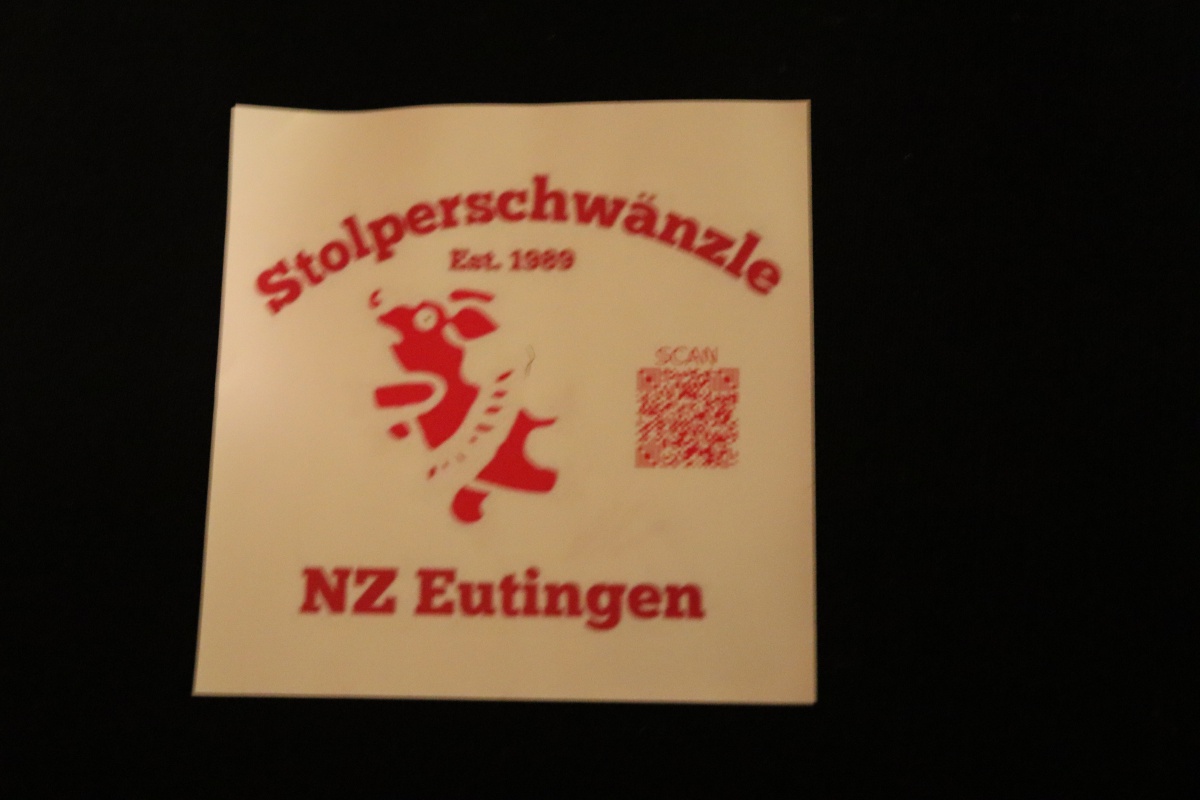 Stolperschwänzle
Est. 1989
SCAN
NZ Eutingen